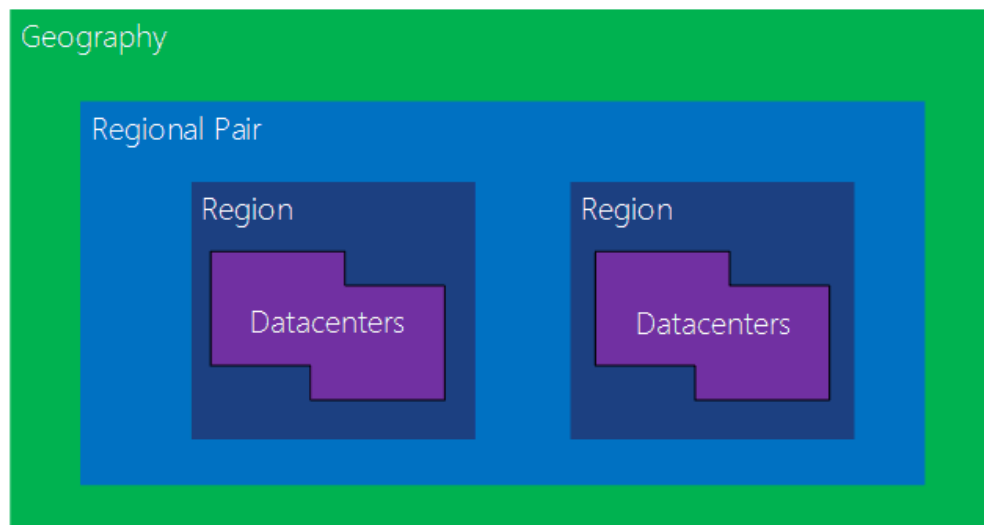 Geography
Regional Pair
Region
Region
Datacenters
Datacenters